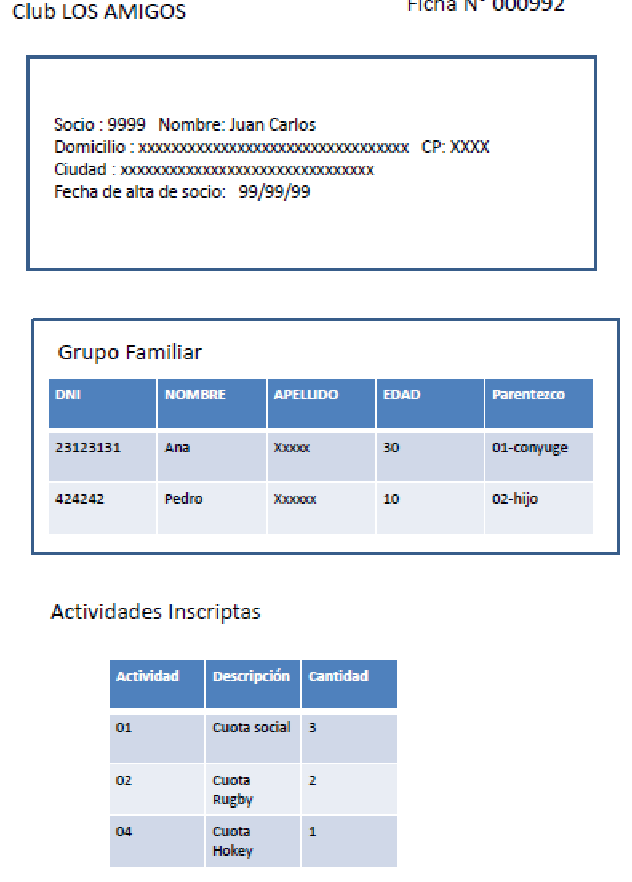 Club LOS AMIGOS Ficha N° 000992
Socio : 9999 Nombre: Juan Carlos
Domicilio : xxxxxxxxxxxxxxxxxxxxxxxxxxxxxxxxx CP: XXXX
Ciudad : xxxxxxxxxxxxxxxxxxxxxxxxxxxxxxx
Fecha de alta de socio: 99/99/99
Grupo Familiar
DNI NOMBRE APELLIDO EDAD Parentezco
23123131 Ana Xxxxx 30 01-conyuge
424242 Pedro Xxxxxx 10 02-hijo
Actividades Inscriptas
Actividad Descripción Cantidad
01 Cuota social 3
02 Cuota 2
Rugby
04 Cuota 1
Hokey